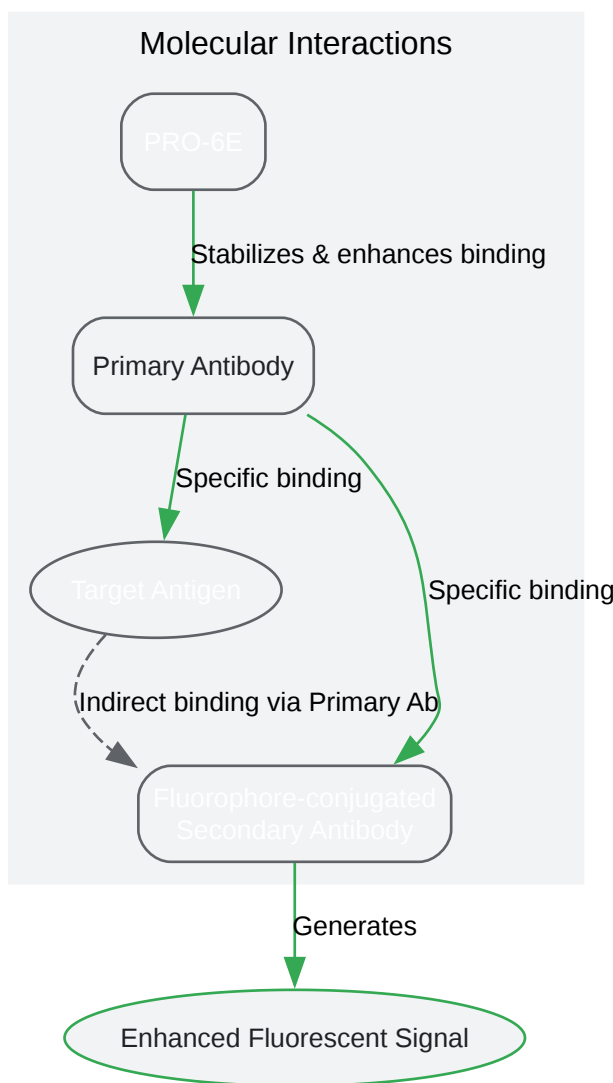 Molecular Interactions
PRO-6E
Stabilizes & enhances binding
Primary Antibody
Specific binding
Target Antigen
Specific binding
Indirect binding via Primary Ab
Fluorophore-conjugated
Secondary Antibody
Generates
Enhanced Fluorescent Signal